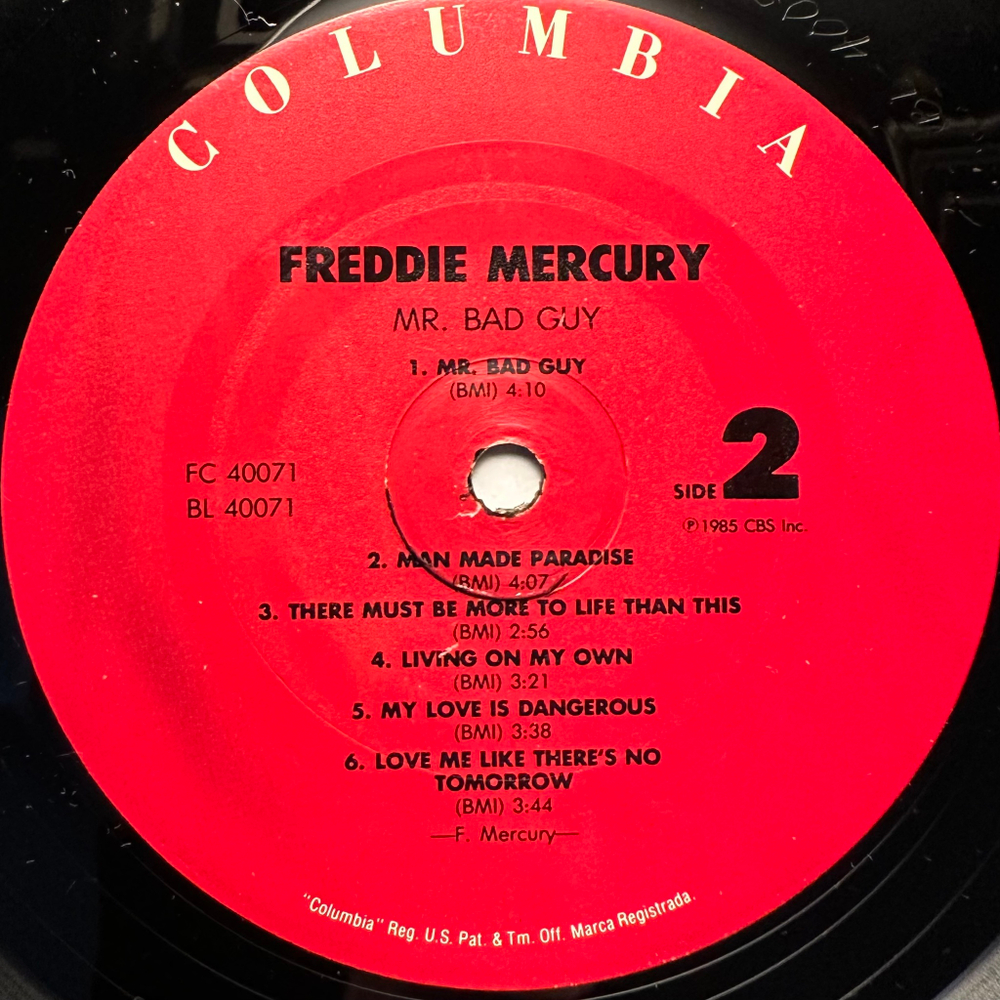 COLUMBIA
FREDDIE MERCURY
MR. BAD GUY
1. MR. BAD GUY
(BMI) 4:10
FC 40071
BL 40071
SIDE 2
℗ 1985 CBS Inc.
2. MAN MADE PARADISE
(BMI) 4:07
3. THERE MUST BE MORE TO LIFE THAN THIS
(BMI) 2:56
4. LIVING ON MY OWN
(BMI) 3:21
5. MY LOVE IS DANGEROUS
(BMI) 3:38
6. LOVE ME LIKE THERE'S NO
TOMORROW
(BMI) 3:44
—F. Mercury—
"Columbia" Reg. U.S. Pat. & Tm. Off. Marca Registrada.